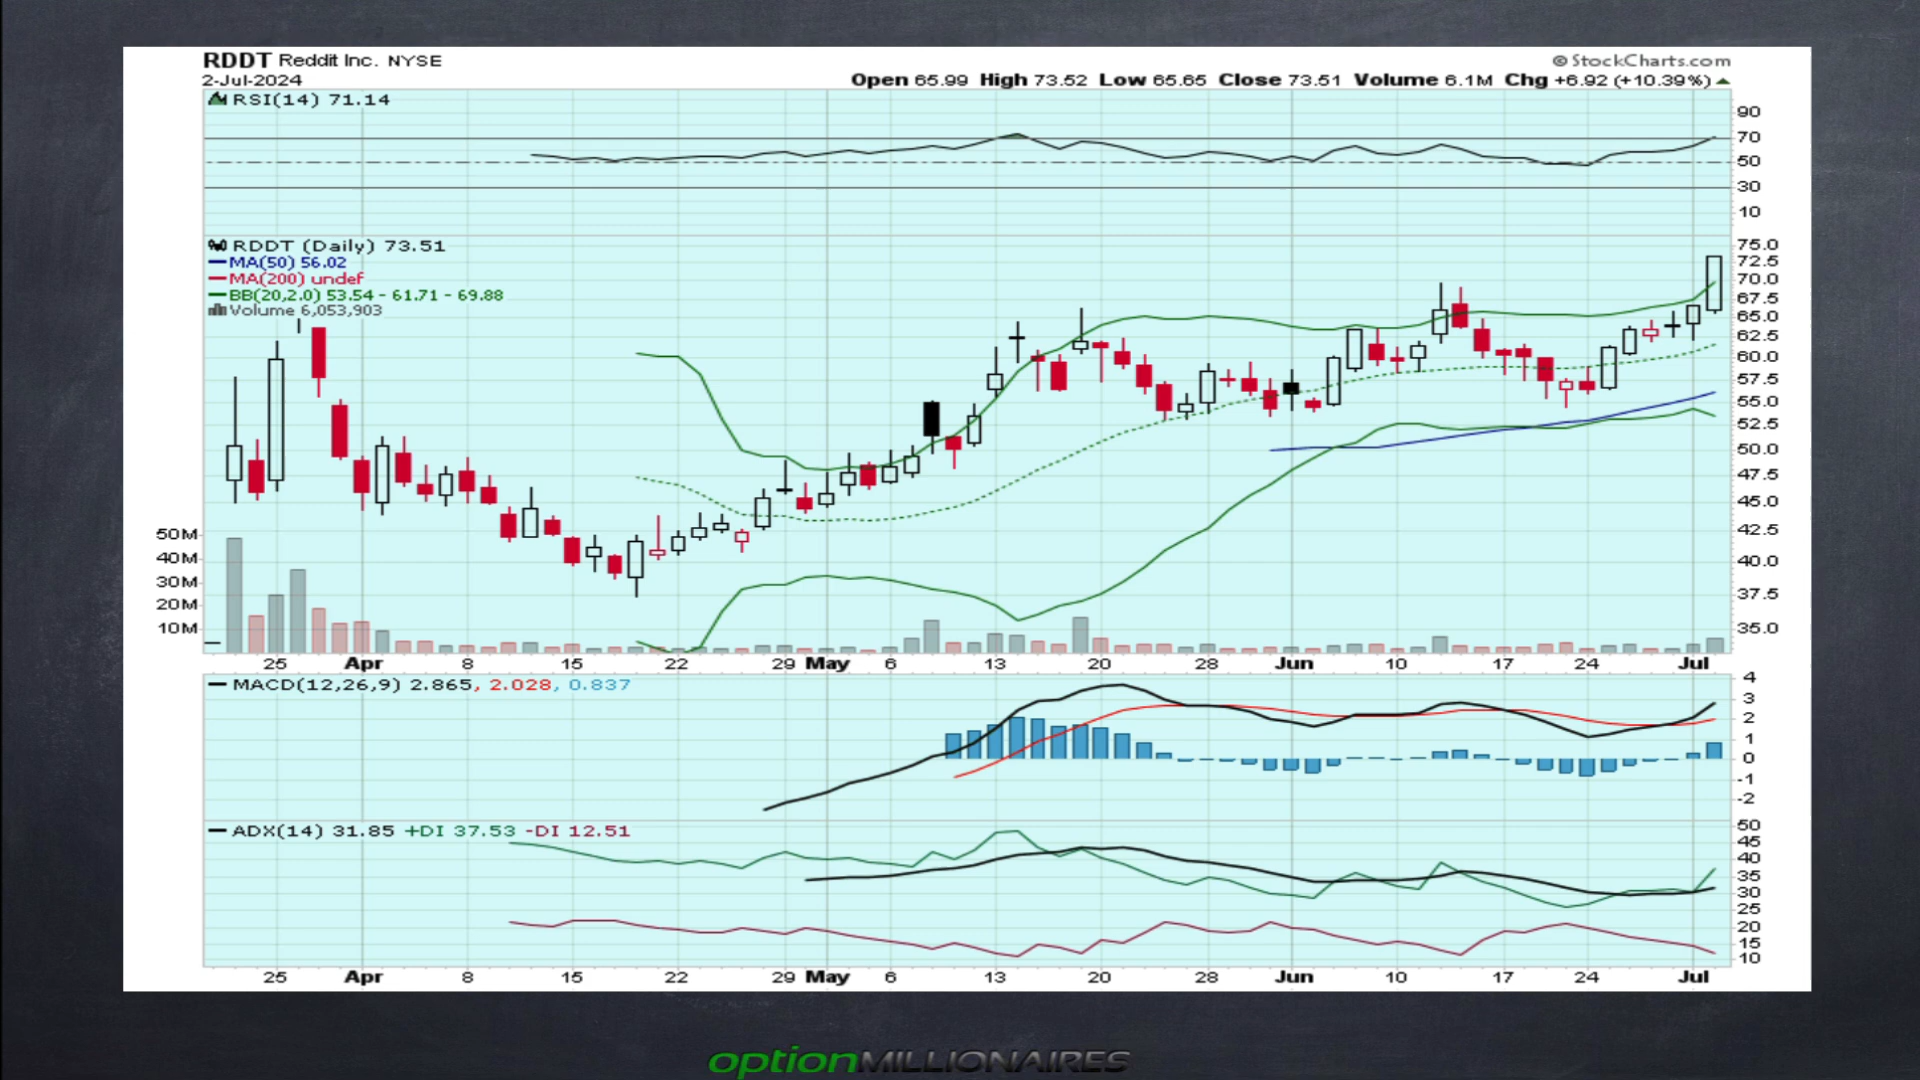 RDDT Reddit Inc. NYSE
© StockCharts.com
2-Jul-2024
Open 65.99 High 73.52 Low 65.65 Close 73.51 Volume 6.1M Chg +6.92 (+10.39%)
RSI(14) 71.14
90
70
50
30
10
RDDT (Daily) 73.51
MA(50) 56.02
MA(200) undef
BB(20,2.0) 53.54 - 61.71 - 69.88
Volume 6,053,903
75.0
72.5
70.0
67.5
65.0
62.5
60.0
57.5
55.0
52.5
50.0
47.5
45.0
42.5
40.0
37.5
35.0
50M
40M
30M
20M
10M
25 Apr 8 15 22 29 May 6 13 20 28 Jun 10 17 24 Jul
MACD(12,26,9) 2.865, 2.028, 0.837
4
3
2
1
0
-1
-2
ADX(14) 31.85 +DI 37.53 -DI 12.51
50
45
40
35
30
25
20
15
10
25 Apr 8 15 22 29 May 6 13 20 28 Jun 10 17 24 Jul
optionMILLIONAIRES